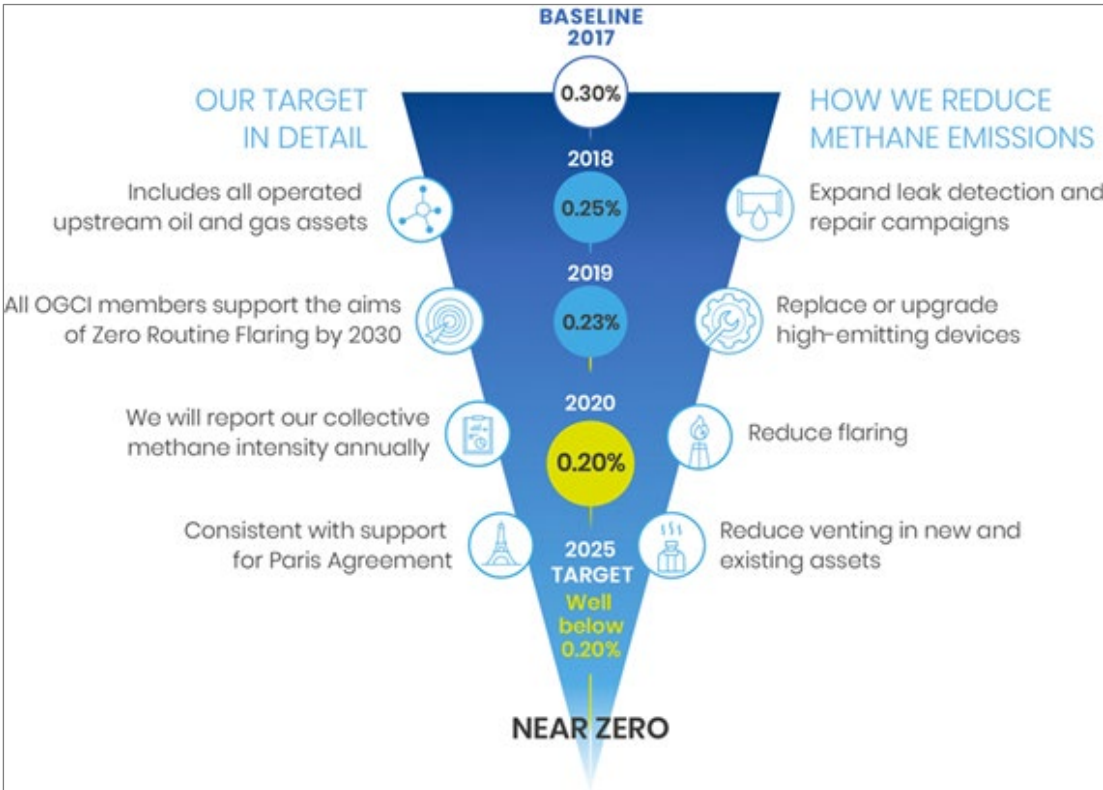 BASELINE
2017
0.30%
OUR TARGET
IN DETAIL
Includes all operated
upstream oil and gas assets
All OGCI members support the aims
of Zero Routine Flaring by 2030
We will report our collective
methane intensity annually
Consistent with support
for Paris Agreement
2018
0.25%
2019
0.23%
2020
0.20%
2025
TARGET
Well
below
0.20%
NEAR ZERO
HOW WE REDUCE
METHANE EMISSIONS
Expand leak detection and
repair campaigns
Replace or upgrade
high-emitting devices
Reduce flaring
Reduce venting in new and
existing assets